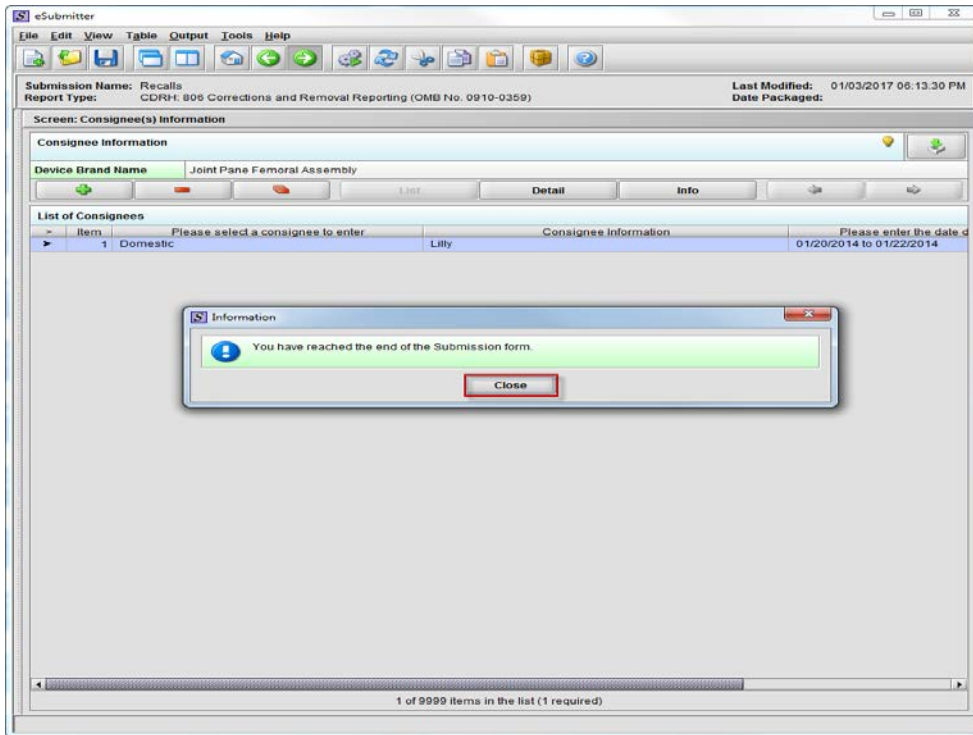 eSubmitter
File Edit View Table Output Tools Help
Submission Name: Recalls Last Modified: 01/03/2017 06:13:30 PM
Report Type: CDRH: 806 Corrections and Removal Reporting (OMB No. 0910-0359) Date Packaged:
Screen: Consignee(s) Information
Consignee Information
Device Brand Name Joint Pane Femoral Assembly
List Detail Info
List of Consignees
Item Please select a consignee to enter Consignee Information Please enter the date d
1 Domestic Lilly 01/20/2014 to 01/22/2014
Information
You have reached the end of the Submission form.
Close
1 of 9999 items in the list (1 required)